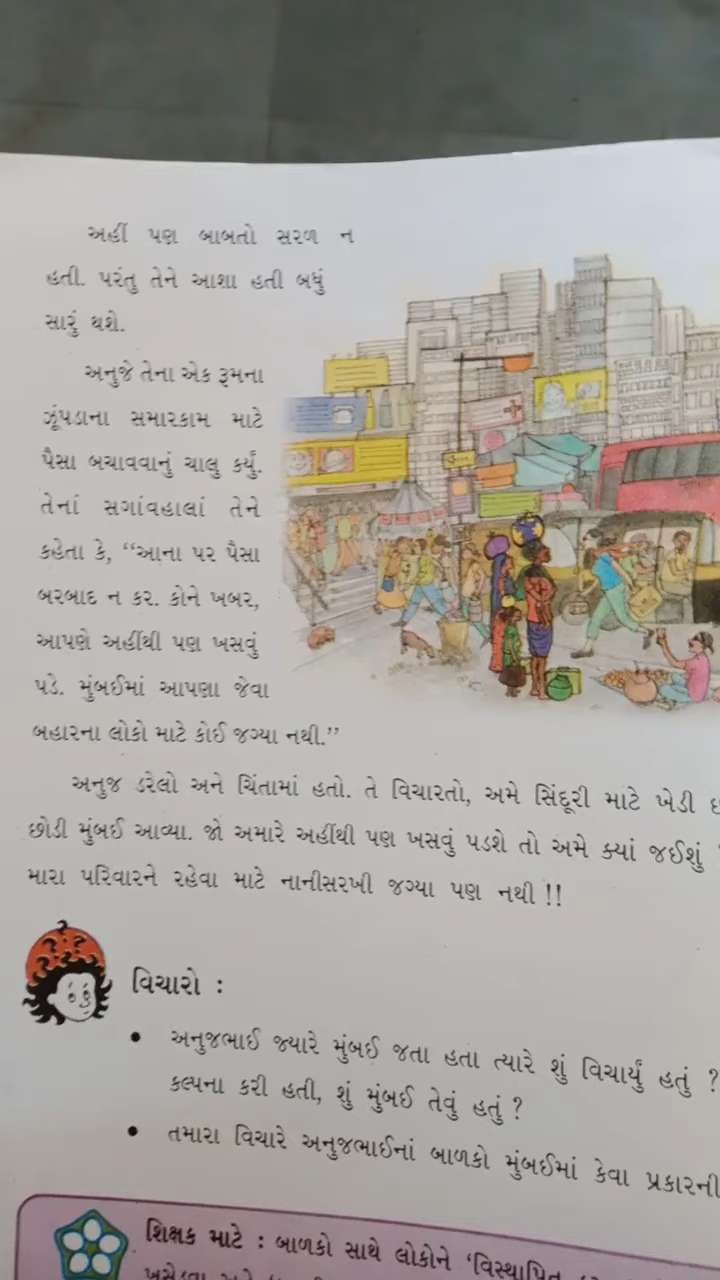 અહીં પણ બાબતો સરળ ન
હતી. પરંતુ તેને આશા હતી બધું
સારું થશે.
અનુજે તેના એક રૂમના
ઝૂંપડાના સમારકામ માટે
પૈસા બચાવવાનું ચાલુ કર્યું.
તેનાં સગાંવહાલાં તેને
કહેતા કે, “આના પર પૈસા
બરબાદ ન કર. કોને ખબર,
આપણે અહીંથી પણ ખસવું
પડે. મુંબઈમાં આપણા જેવા
બહારના લોકો માટે કોઈ જગ્યા નથી.”
અનુજ ડરેલો અને ચિંતામાં હતો. તે વિચારતો, અમે સિંદૂરી માટે ખેડી
છોડી મુંબઈ આવ્યા. જો અમારે અહીંથી પણ ખસવું પડશે તો અમે ક્યાં જઈશું
મારા પરિવારને રહેવા માટે નાનીસરખી જગ્યા પણ નથી !!
વિચારો :
• અનુજભાઈ જ્યારે મુંબઈ જતા હતા ત્યારે શું વિચાર્યું હતું ?
કલ્પના કરી હતી, શું મુંબઈ તેવું હતું ?
• તમારા વિચારે અનુજભાઈનાં બાળકો મુંબઈમાં કેવા પ્રકારની
શિક્ષક માટે : બાળકો સાથે લોકોને ‘વિસ્થાપિત